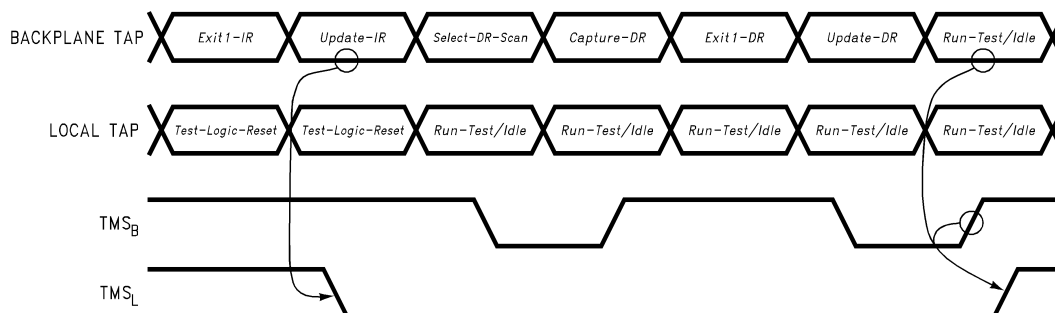 BACKPLANE TAP Exit1-IR Update-IR Select-DR-Scan Capture-DR Exit1-DR Update-DR Run-Test/Idle
LOCAL TAP Test-Logic-Reset Test-Logic-Reset Run-Test/Idle Run-Test/Idle Run-Test/Idle Run-Test/Idle Run-Test/Idle
TMSB
TMSL